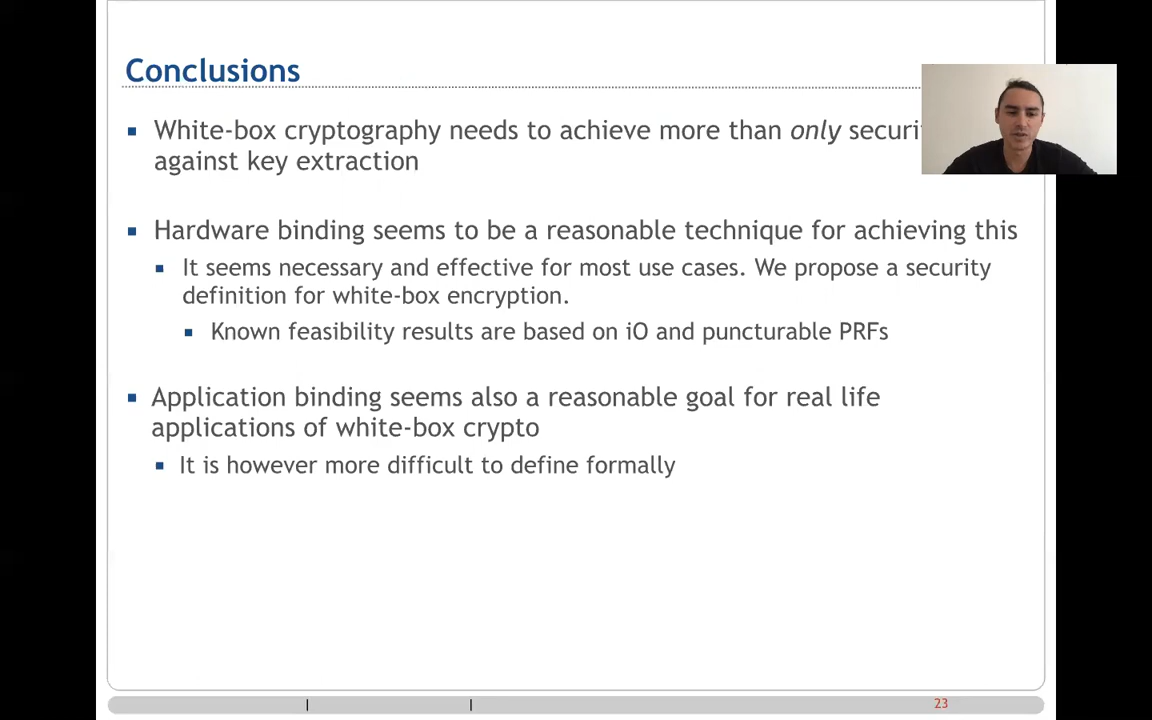 Conclusions
White-box cryptography needs to achieve more than only
against key extraction
Hardware binding seems to be a reasonable technique for achieving this
It seems necessary and effective for most use cases. We propose a security
definition for white-box encryption.
Known feasibility results are based on iO and puncturable PRFs
Application binding seems also a reasonable goal for real life
applications of white-box crypto
It is however more difficult to define formally
23